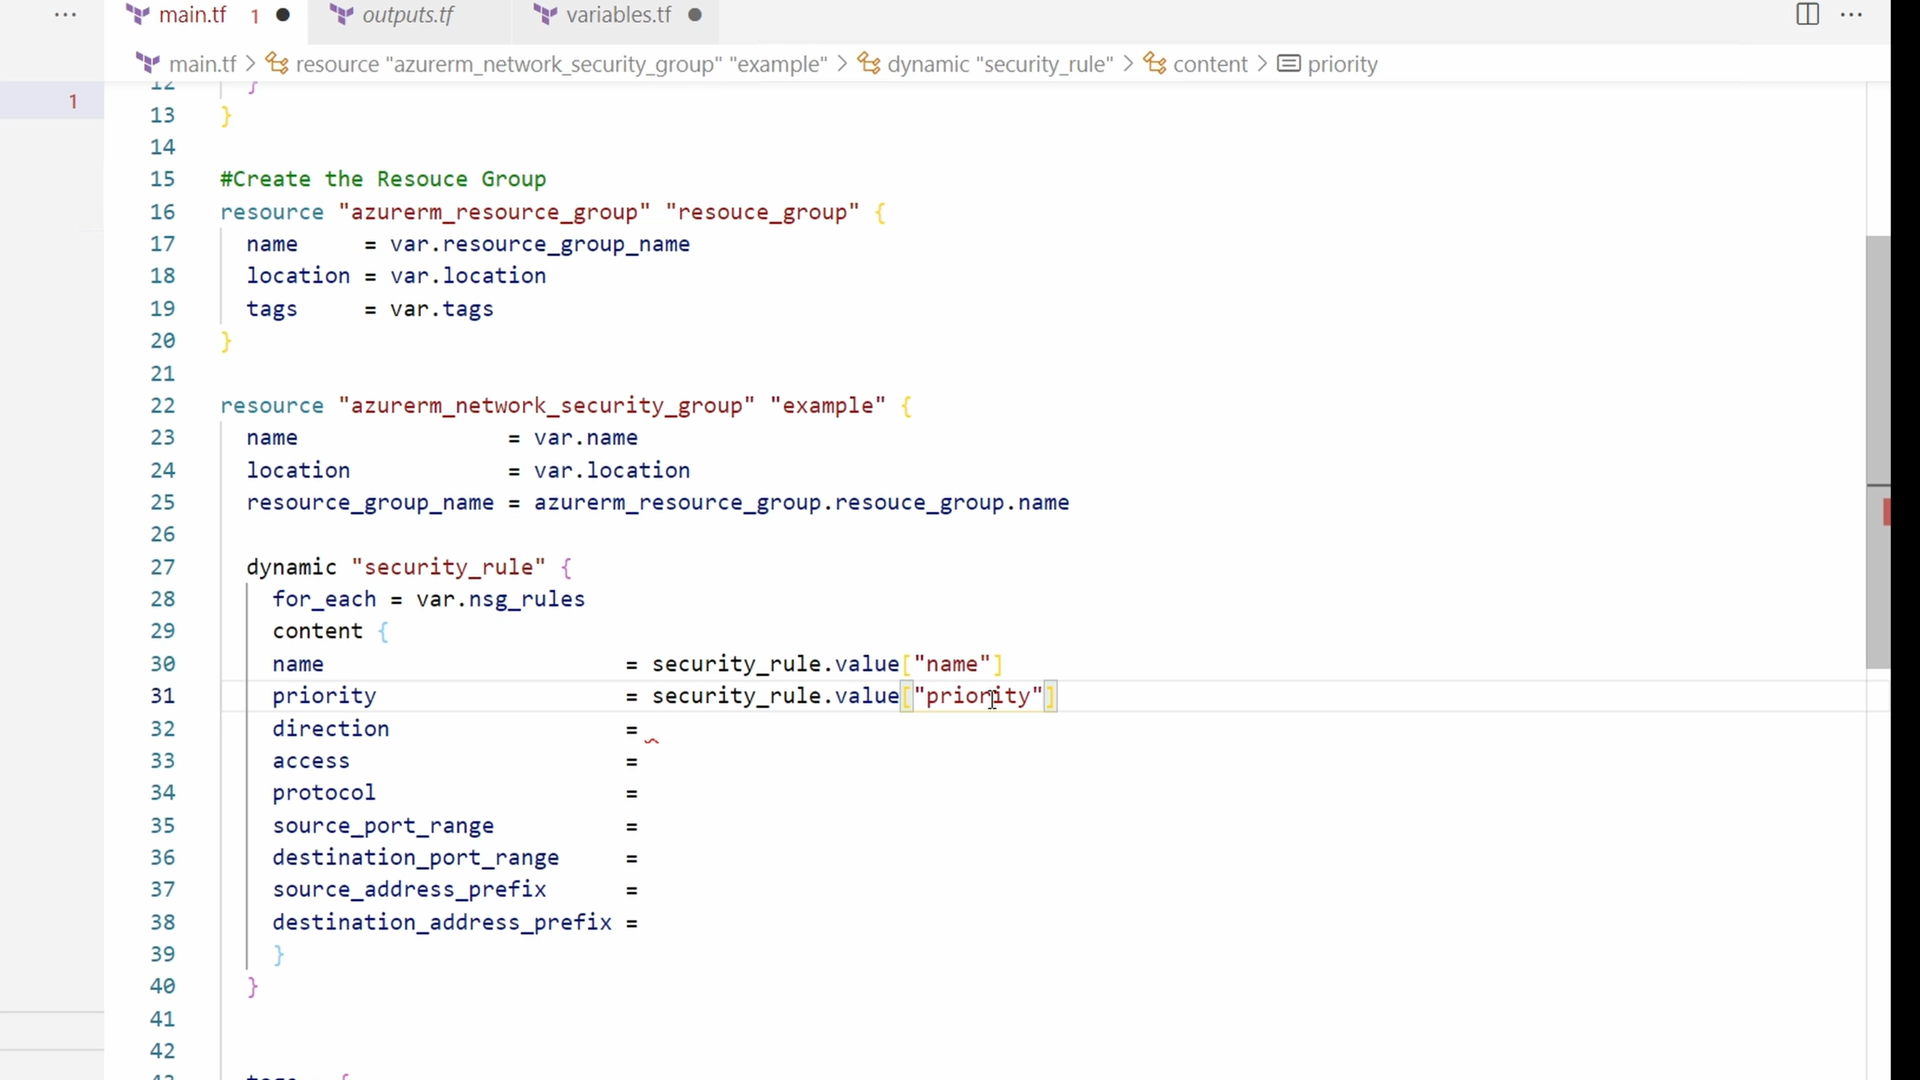 main.tf 1 outputs.tf variables.tf
main.tf > resource "azurerm_network_security_group" "example" > dynamic "security_rule" > content > priority
1
12 }
13 }
14
15 #Create the Resouce Group
16 resource "azurerm_resource_group" "resouce_group" {
17 name = var.resource_group_name
18 location = var.location
19 tags = var.tags
20 }
21
22 resource "azurerm_network_security_group" "example" {
23 name = var.name
24 location = var.location
25 resource_group_name = azurerm_resource_group.resouce_group.name
26
27 dynamic "security_rule" {
28 for_each = var.nsg_rules
29 content {
30 name = security_rule.value["name"]
31 priority = security_rule.value["priority"]
32 direction =
33 access =
34 protocol =
35 source_port_range =
36 destination_port_range =
37 source_address_prefix =
38 destination_address_prefix =
39 }
40 }
41
42